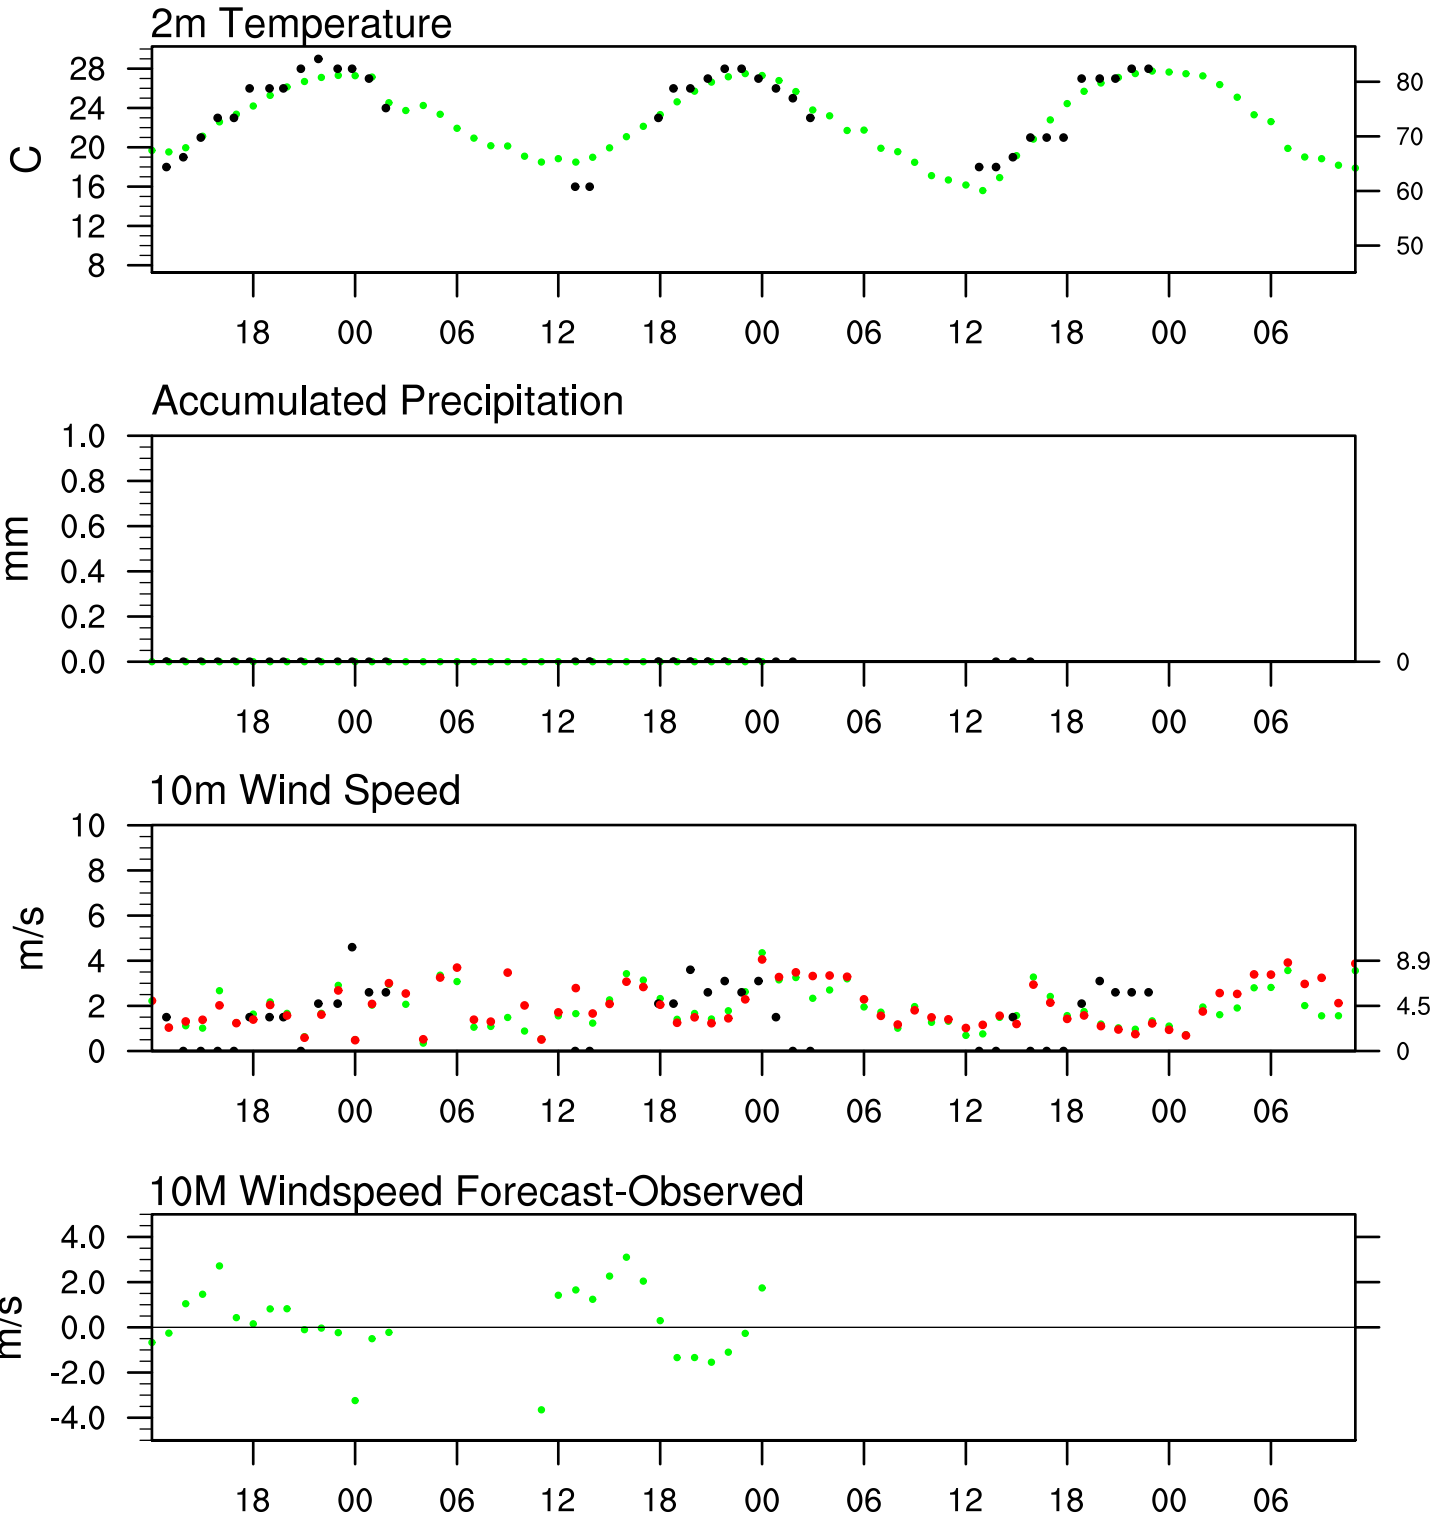 2m Temperature
28
24
20
16
12
8
C
80
70
60
50
18 00 06 12 18 00 06 12 18 00 06
Accumulated Precipitation
1.0
0.8
0.6
0.4
0.2
0.0
mm
0
18 00 06 12 18 00 06 12 18 00 06
10m Wind Speed
10
8
6
4
2
0
m/s
8.9
4.5
0
18 00 06 12 18 00 06 12 18 00 06
10M Windspeed Forecast-Observed
4.0
2.0
0.0
-2.0
-4.0
m/s
18 00 06 12 18 00 06 12 18 00 06